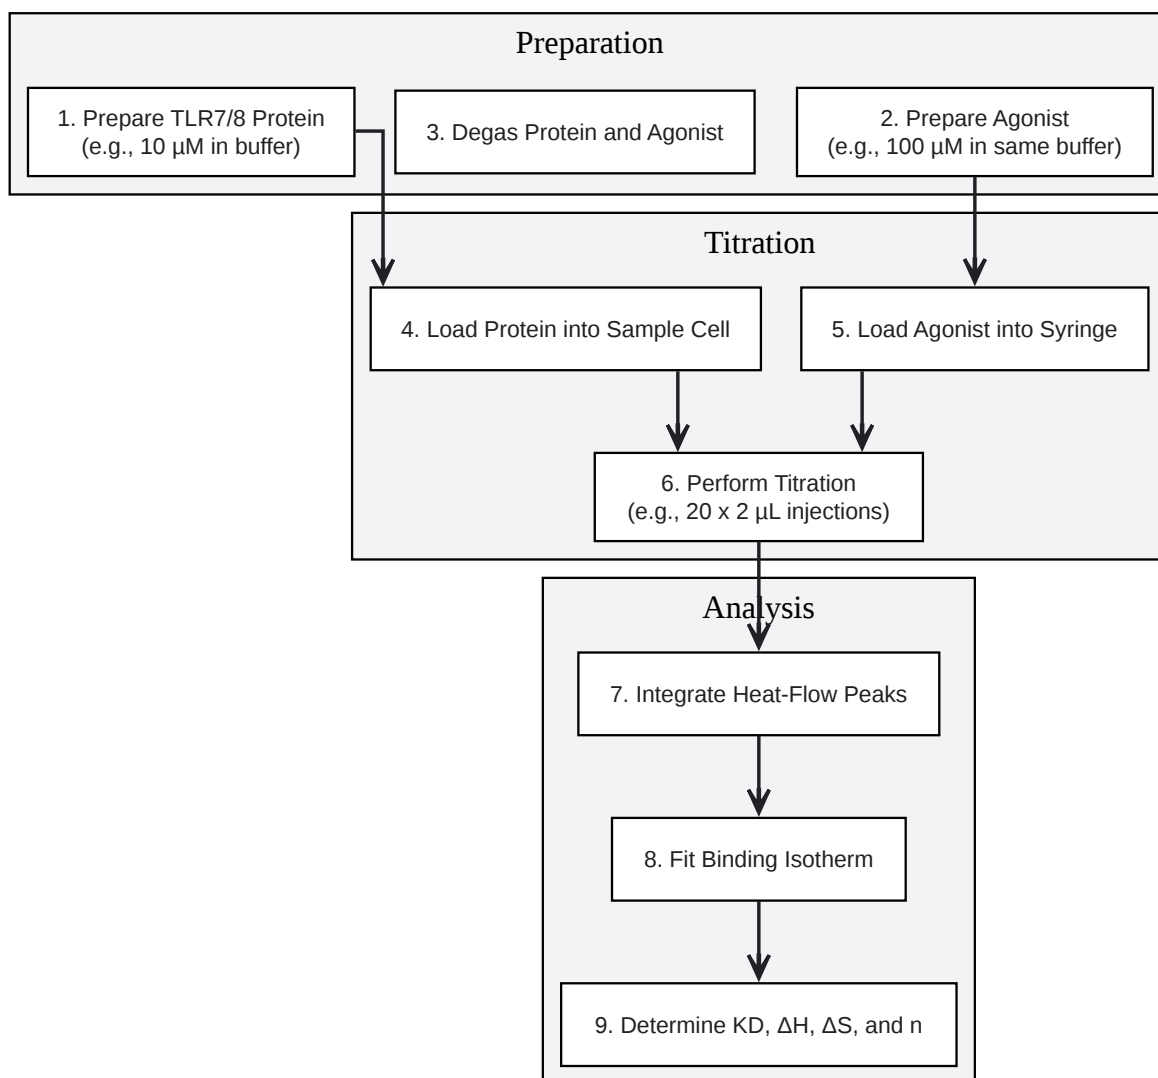 Preparation
1. Prepare TLR7/8 Protein
(e.g., 10 µM in buffer)
3. Degas Protein and Agonist
2. Prepare Agonist
(e.g., 100 µM in same buffer)
Titration
4. Load Protein into Sample Cell
5. Load Agonist into Syringe
6. Perform Titration
(e.g., 20 x 2 µL injections)
Analysis
7. Integrate Heat-Flow Peaks
8. Fit Binding Isotherm
9. Determine KD, ΔH, ΔS, and n